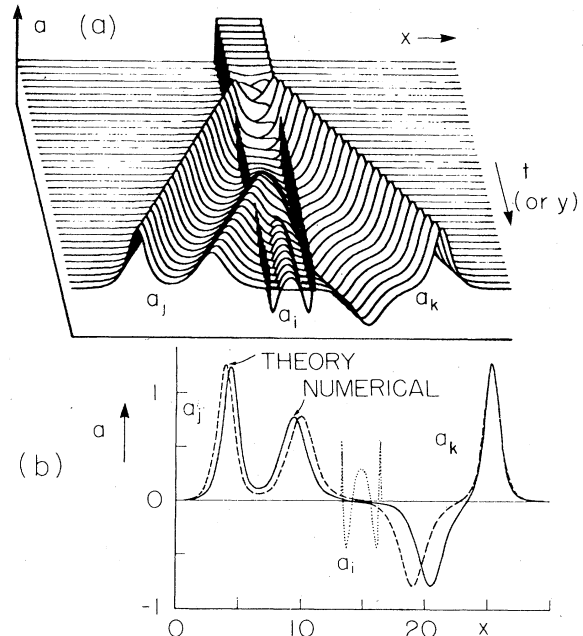 a (a)
x
t
(or y)
a_j
a_i
a_k
THEORY
NUMERICAL
1
a_j
a
a_k
(b)
0
a_i
-1
0 10 20 x